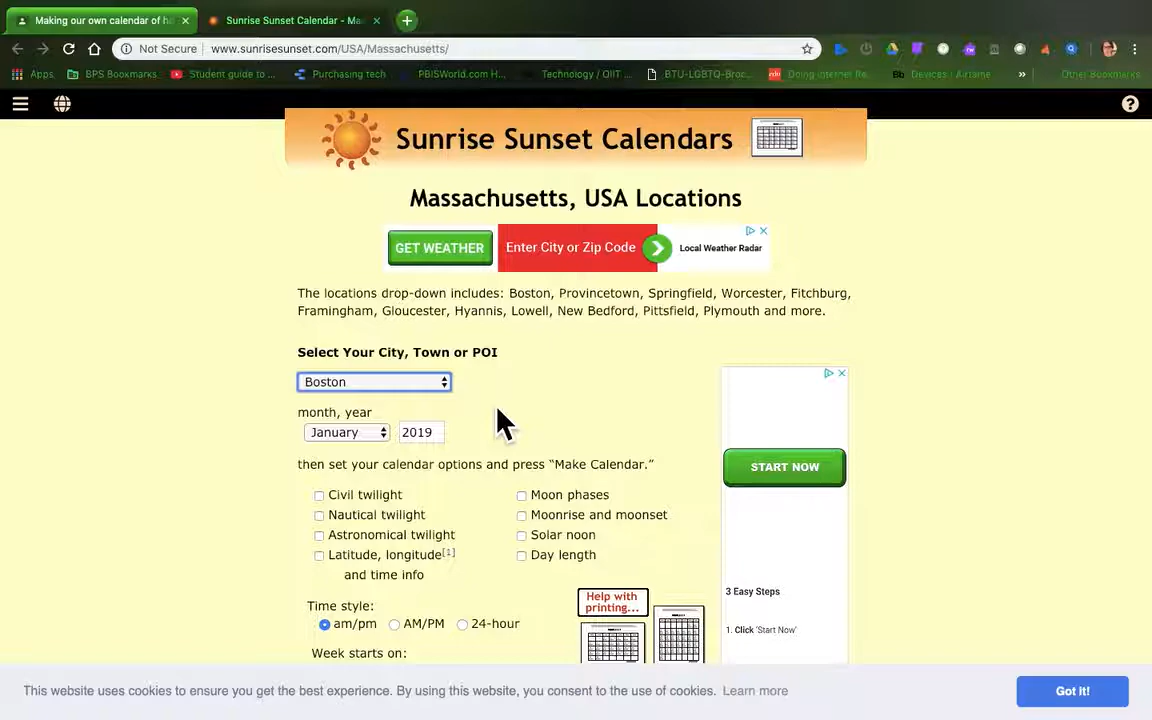 Making our own calendar of h
Sunrise Sunset Calendar - Ma
Not Secure
www.sunrisesunset.com/USA/Massachusetts/
Apps
BPS Bookmarks
Student guide to ...
Purchasing tech
PBISWorld.com H...
Technology / OIIT ...
BTU-LGBTQ-Broc...
Doing Internet Re
Devices | Airtame
»
Other Bookmarks
Sunrise Sunset Calendars
Massachusetts, USA Locations
GET WEATHER
Enter City or Zip Code
Local Weather Radar
The locations drop-down includes: Boston, Provincetown, Springfield, Worcester, Fitchburg,
Framingham, Gloucester, Hyannis, Lowell, New Bedford, Pittsfield, Plymouth and more.
Select Your City, Town or POI
Boston
month, year
January
2019
then set your calendar options and press “Make Calendar.”
Civil twilight
Moon phases
Nautical twilight
Moonrise and moonset
Astronomical twilight
Solar noon
Latitude, longitude[1]
and time info
Day length
START NOW
3 Easy Steps
1. Click 'Start Now'
Help with
printing...
Time style:
am/pm
AM/PM
24-hour
Week starts on:
This website uses cookies to ensure you get the best experience. By using this website, you consent to the use of cookies. Learn more
Got it!